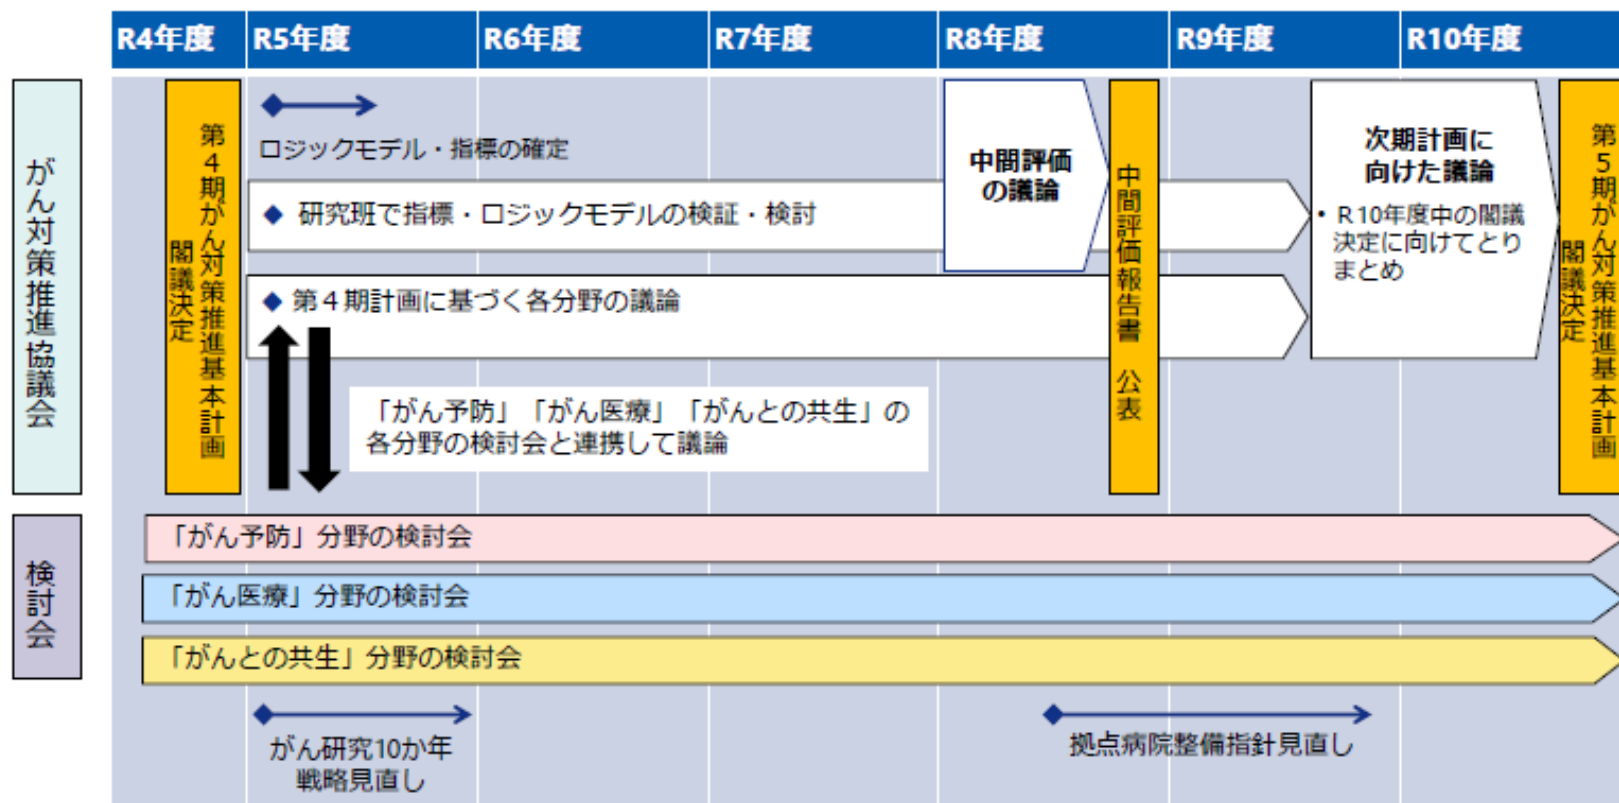 R4年度 R5年度 R6年度 R7年度 R8年度 R9年度 R10年度
がん対策推進協議会
第４期がん対策推進基本計画
閣議決定
ロジックモデル・指標の確定
◆ 研究班で指標・ロジックモデルの検証・検討
◆ 第４期計画に基づく各分野の議論
「がん予防」「がん医療」「がんとの共生」の
各分野の検討会と連携して議論
中間評価
の議論
中間評価報告書　公表
次期計画に
向けた議論
• R10年度中の閣議
決定に向けてとり
まとめ
第５期がん対策推進基本計画
閣議決定
検討会
「がん予防」分野の検討会
「がん医療」分野の検討会
「がんとの共生」分野の検討会
がん研究10か年
戦略見直し
拠点病院整備指針見直し